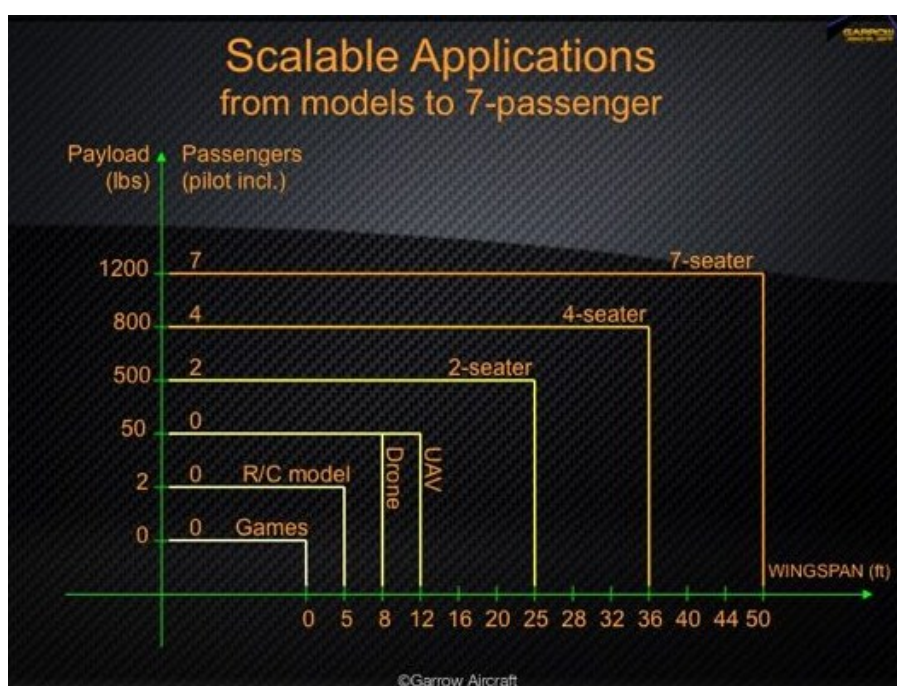 GARROW
Scalable Applications
from models to 7-passenger
Payload
(lbs)
Passengers
(pilot incl.)
1200
7
7-seater
800
4
4-seater
500
2
2-seater
50
0
Drone
UAV
2
0
R/C model
0
0
Games
WINGSPAN (ft)
0 5 8 12 16 20 25 28 32 36 40 44 50
©Garrow Aircraft